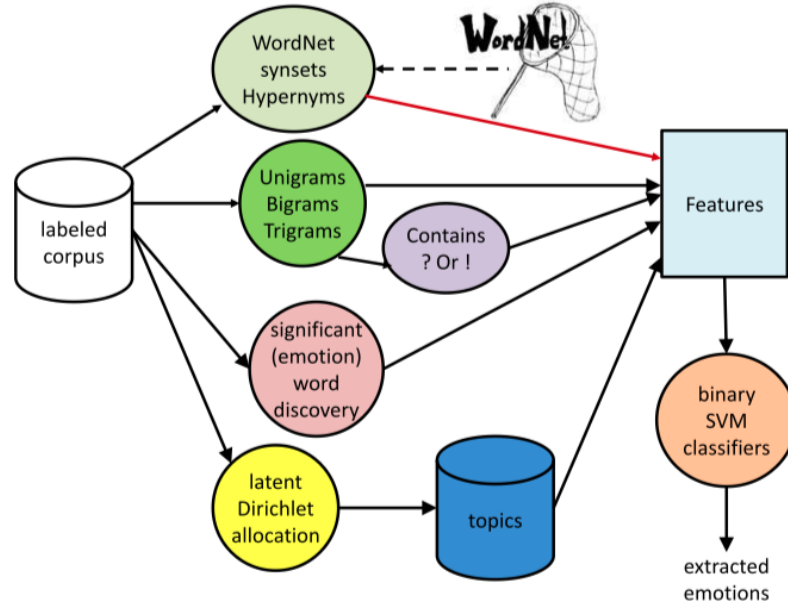 WordNet
synsets
Hypernyms
WordNet
Unigrams
Bigrams
Trigrams
Contains
? Or !
Features
labeled
corpus
significant
(emotion)
word
discovery
binary
SVM
classifiers
latent
Dirichlet
allocation
topics
extracted
emotions